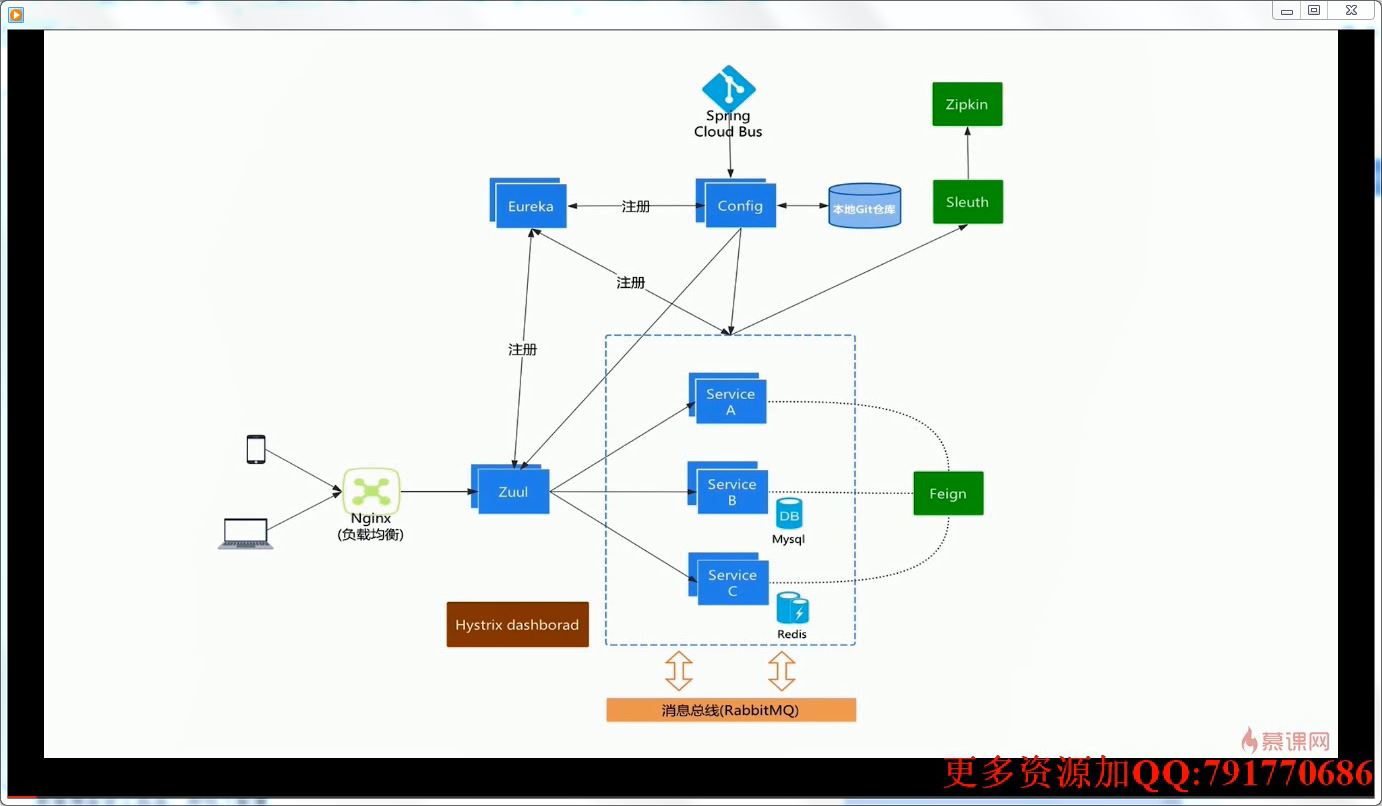 Spring
Cloud Bus
Zipkin
Eureka
注册
Config
本地Git仓库
Sleuth
注册
注册
Service
A
Service
B
DB
Mysql
Zuul
Feign
Nginx
(负载均衡)
Service
C
Redis
Hystrix dashborad
消息总线(RabbitMQ)
慕课网
更多资源加QQ:791770686